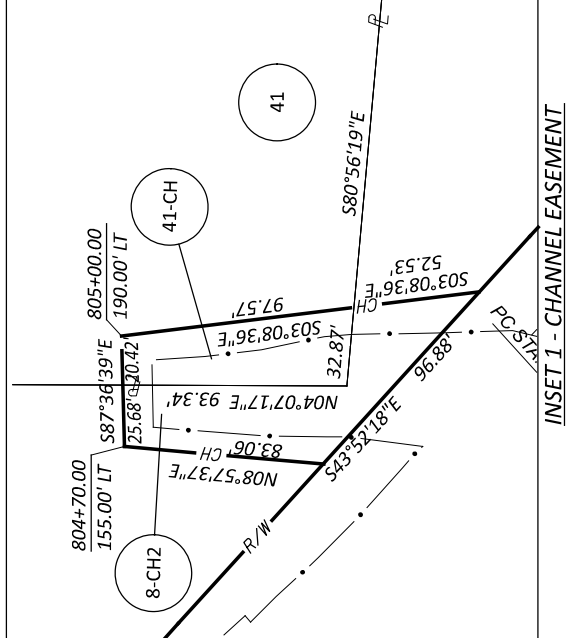 PL
41
S80°56'19"E
41-CH
805+00.00
190.00' LT
S87°36'39"E
25.68' 20.42
PL
97.57'
S03°08'36"E
CH
52.53'
S03°08'36"E
32.87'
N04°07'17"E 93.34'
804+70.00
155.00' LT
83.06'
CH
N08°57'37"E
96.88'
S43°52'18"E
PC STA.
R/W
8-CH2
INSET 1 - CHANNEL EASEMENT